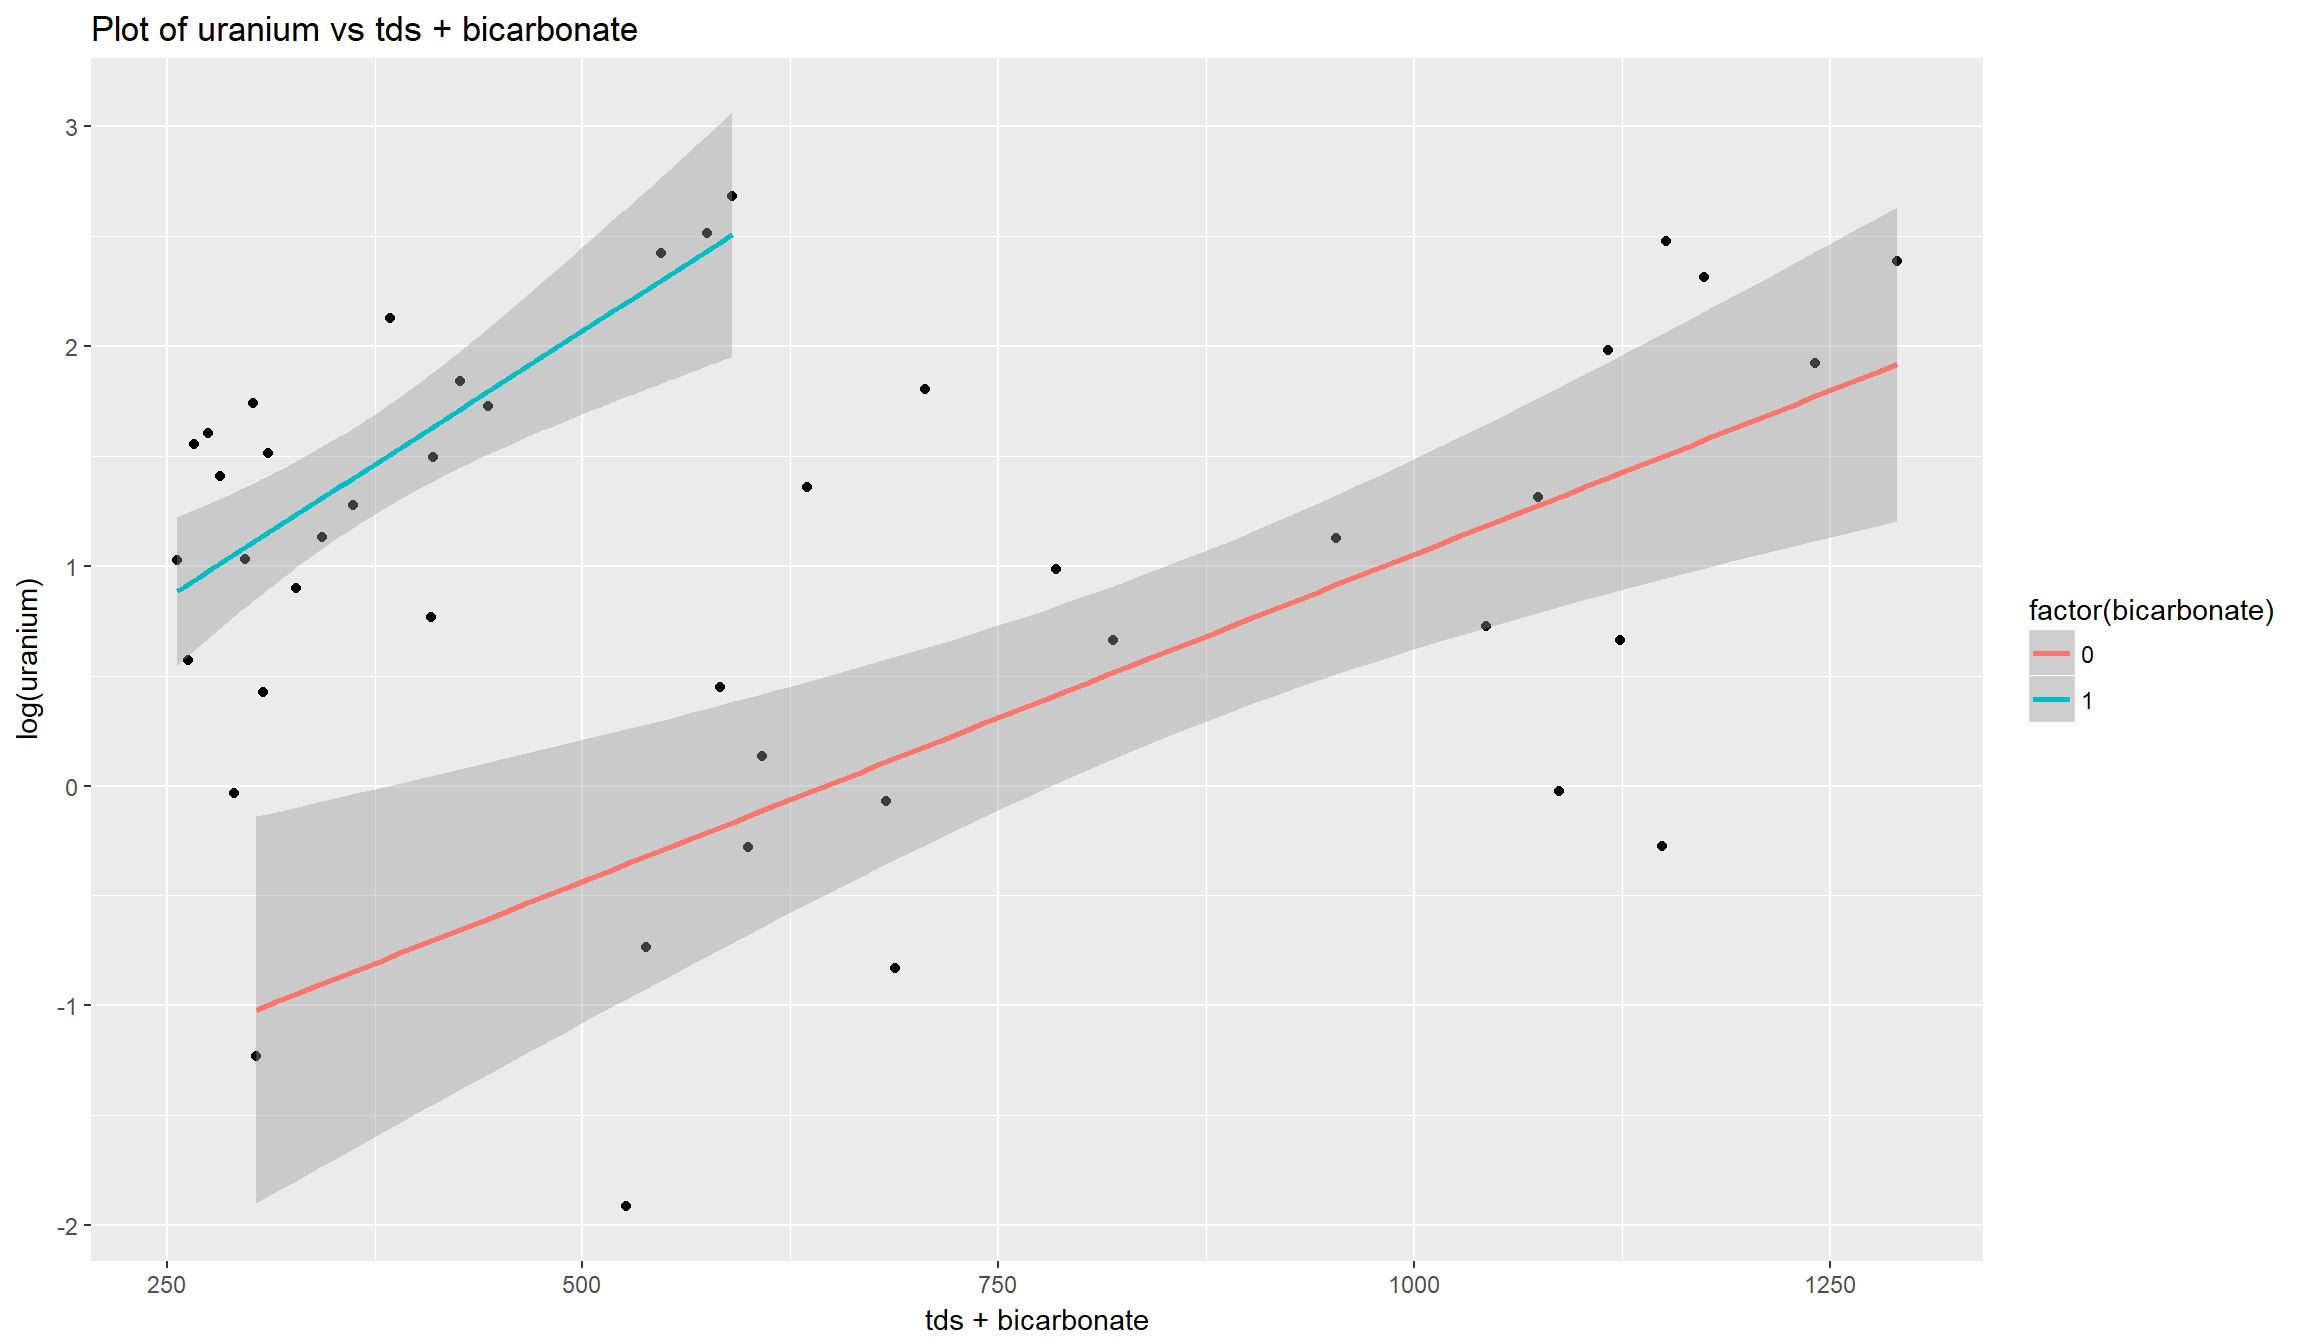 Plot of uranium vs tds + bicarbonate
log(uranium)
3
2
1
0
-1
-2
250 500 750 1000 1250
tds + bicarbonate
factor(bicarbonate)
0
1